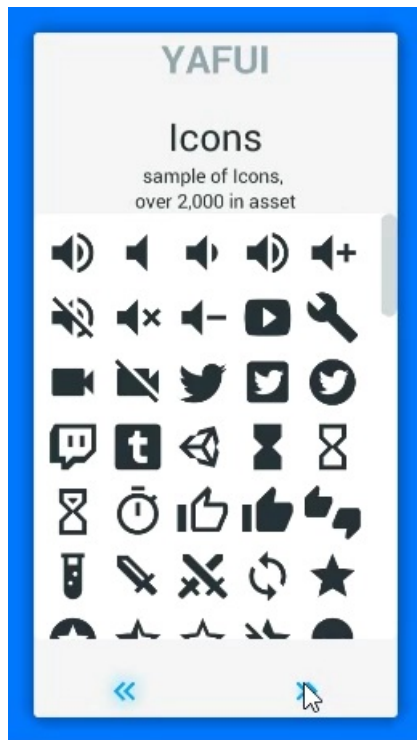 YAFUI
Icons
sample of Icons,
over 2,000 in asset